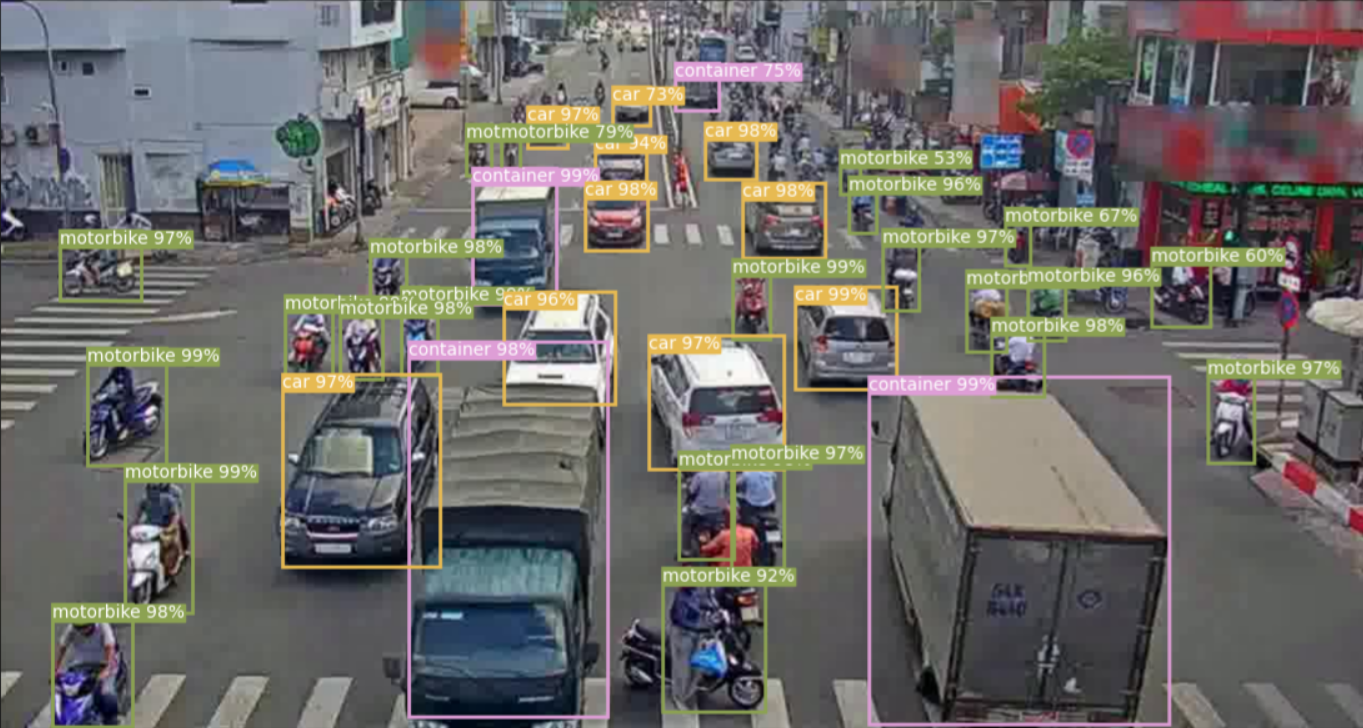 container 75%
car 73%
car 97%
motorbike 79%
car 98%
94%
motorbike 53%
container 99%
motorbike 96%
car 98%
car 98%
motorbike 67%
motorbike 97%
motorbike 97%
motorbike 98%
motorbike 60%
motorbike 99%
motorbike 96%
car 96%
car 99%
motorbike 98%
motorbike 98%
car 97%
container 98%
motorbike 99%
motorbike 97%
car 97%
container 99%
motorbike 97%
motorbike 99%
motorbike 92%
motorbike 98%